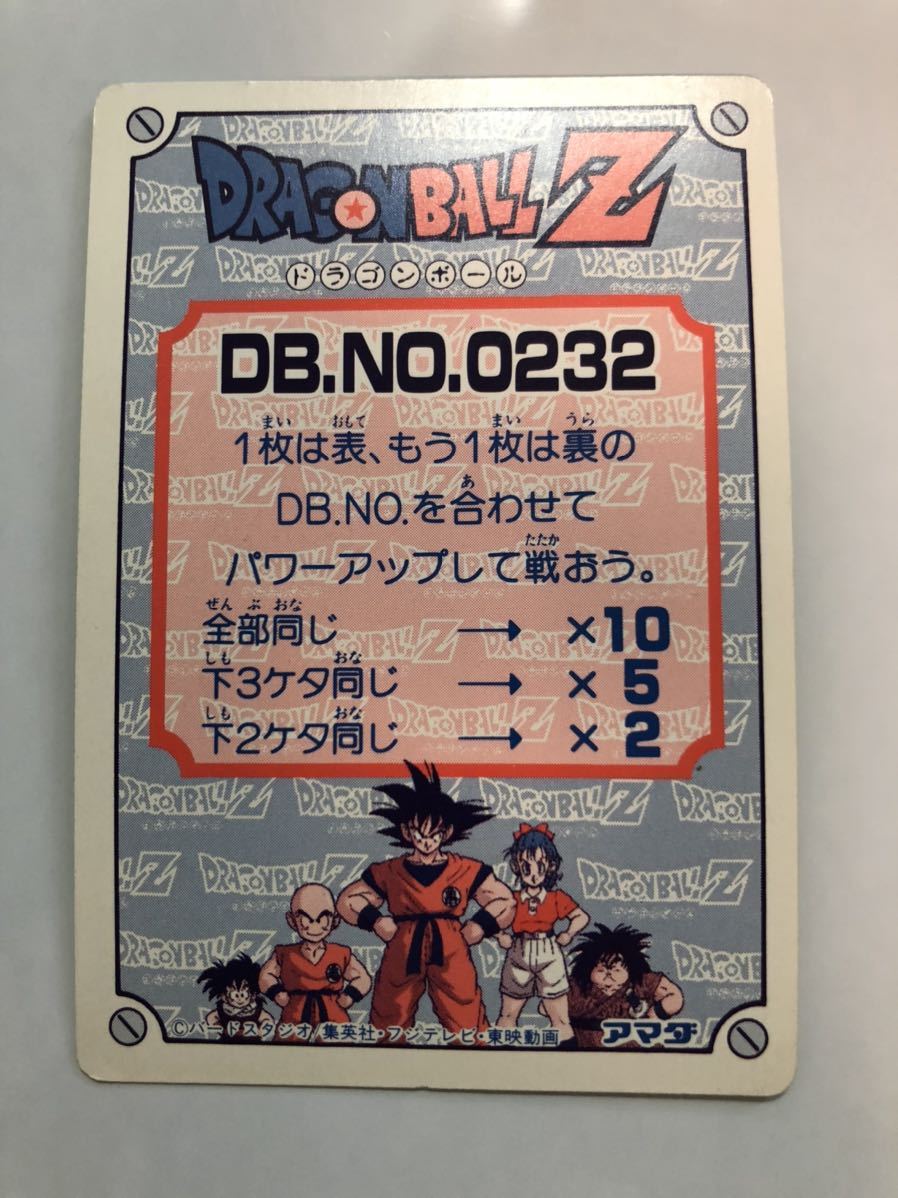 DRAGONBALL Z
ドラゴンボール
DB.NO.0232
1枚は表、もう1枚は裏の
DB.NO.を合わせて
パワーアップして戦おう。
全部同じ → ×10
下3ケタ同じ → ×5
下2ケタ同じ → ×2
©バードスタジオ/集英社・フジテレビ・東映動画 アマダ